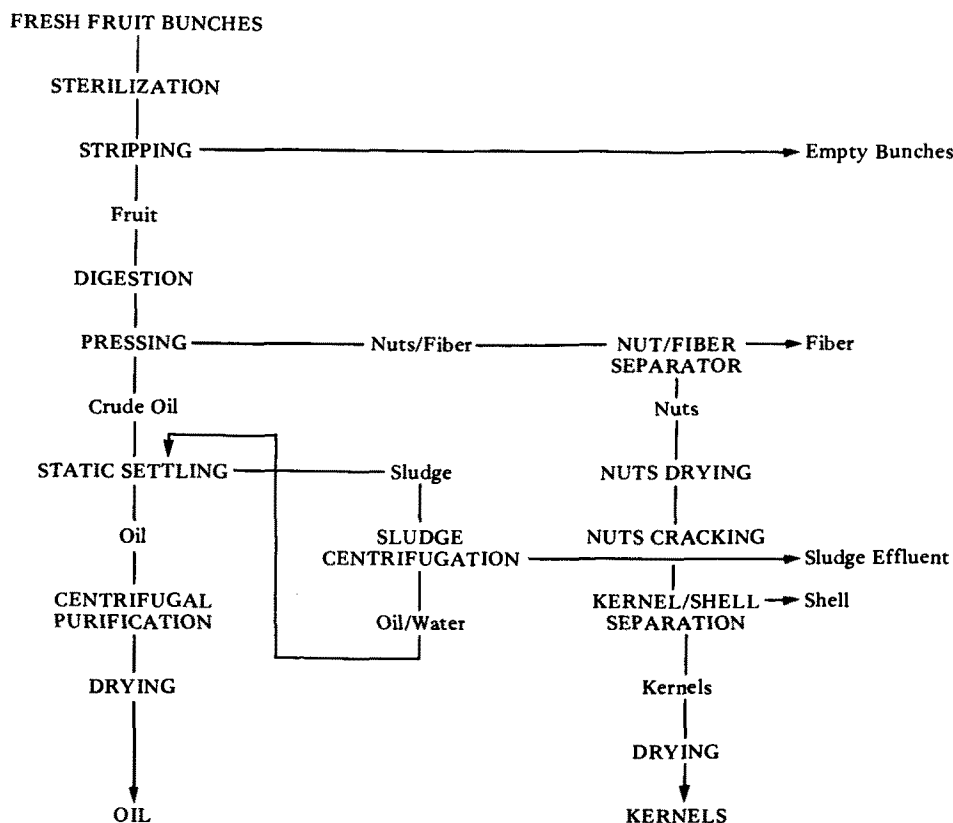 FRESH FRUIT BUNCHES
STERILIZATION
STRIPPING
Empty Bunches
Fruit
DIGESTION
PRESSING
Nuts/Fiber
NUT/FIBER
SEPARATOR
Fiber
Crude Oil
Nuts
STATIC SETTLING
Sludge
NUTS DRYING
Oil
SLUDGE
CENTRIFUGATION
NUTS CRACKING
Sludge Effluent
CENTRIFUGAL
PURIFICATION
Oil/Water
KERNEL/SHELL
SEPARATION
Shell
DRYING
Kernels
DRYING
OIL
KERNELS